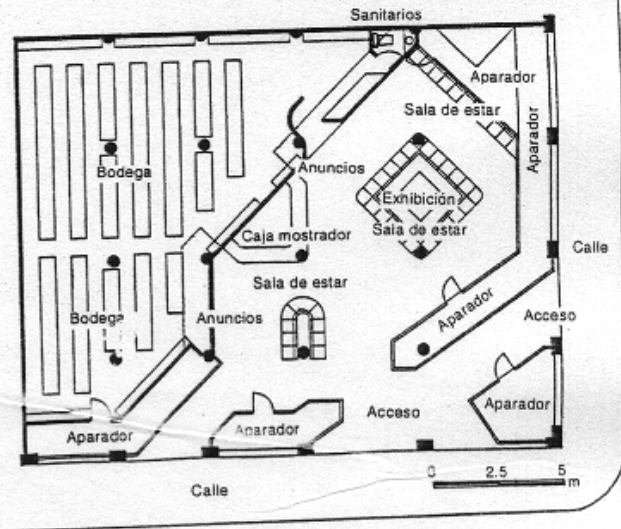 Sanitarios
Aparador
Sala de estar
Aparador
Anuncios
Bodega
Exhibición
Caja mostrador
Sala de estar
Calle
Sala de estar
Aparador
Bodega
Anuncios
Acceso
Aparador
Acceso
Aparador
Aparador
Calle
0 2.5 5
m